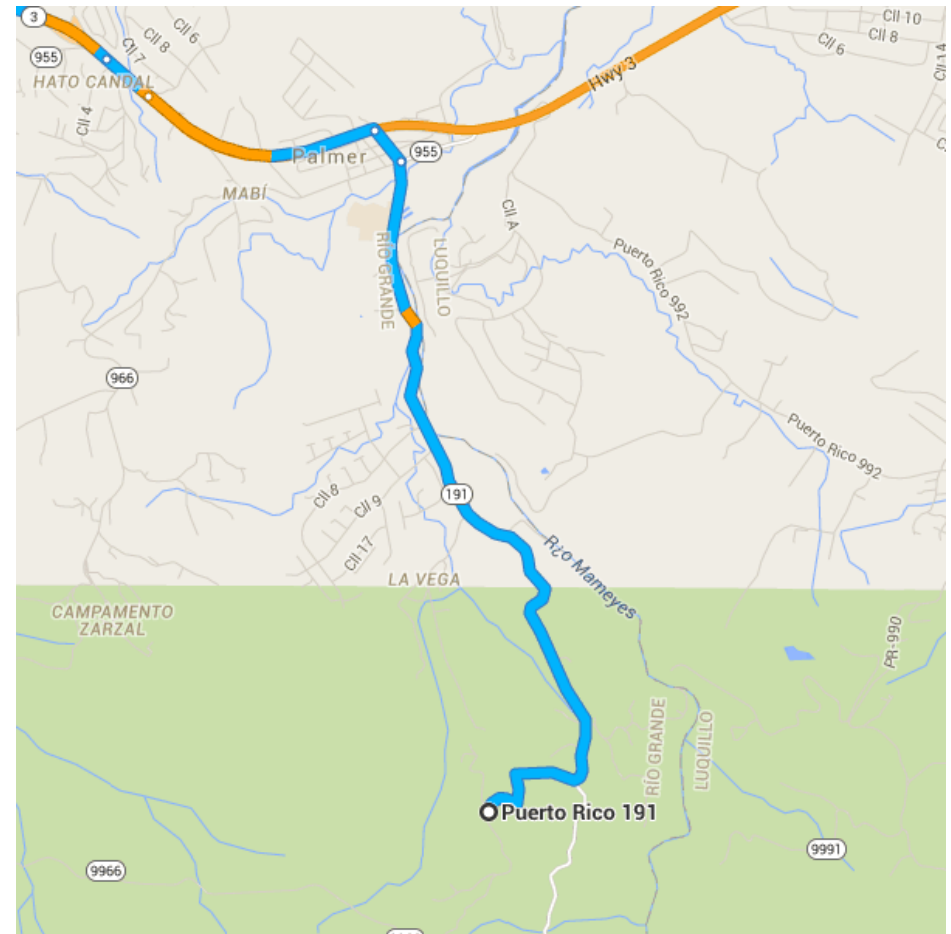 3
Cll 6
Cll 10
Cll 8
955
Cll 7
Cll 8
Cll 6
HATO CANDAL
Hwy 3
Cll 4
Palmer
955
MABÍ
Cll A
RÍO GRANDE
LUQUILLO
Puerto Rico 992
966
Puerto Rico 992
191
Cll 8
Cll 9
Cll 17
R¿o Mameyes
LA VEGA
CAMPAMENTO
ZARZAL
PR-990
RÍO GRANDE
LUQUILLO
Puerto Rico 191
9991
9966